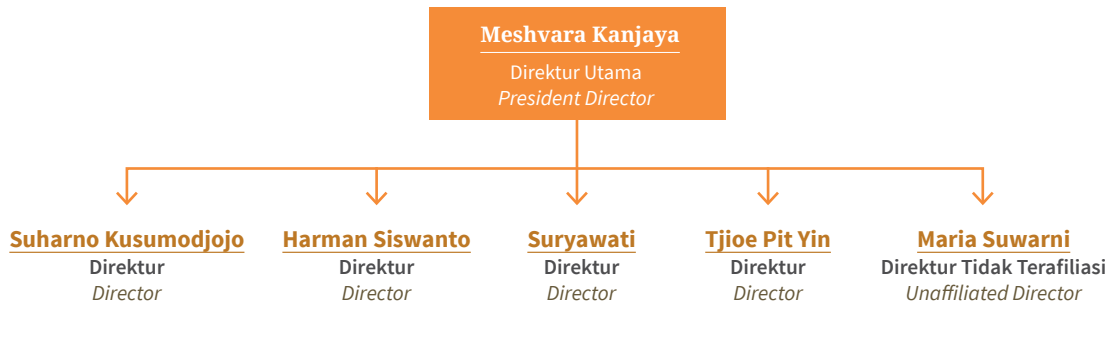 Meshvara Kanjaya
Direktur Utama
President Director
Suharno Kusumodjojo
Direktur
Director
Harman Siswanto
Direktur
Director
Suryawati
Direktur
Director
Tjioe Pit Yin
Direktur
Director
Maria Suwarni
Direktur Tidak Terafiliasi
Unaffiliated Director